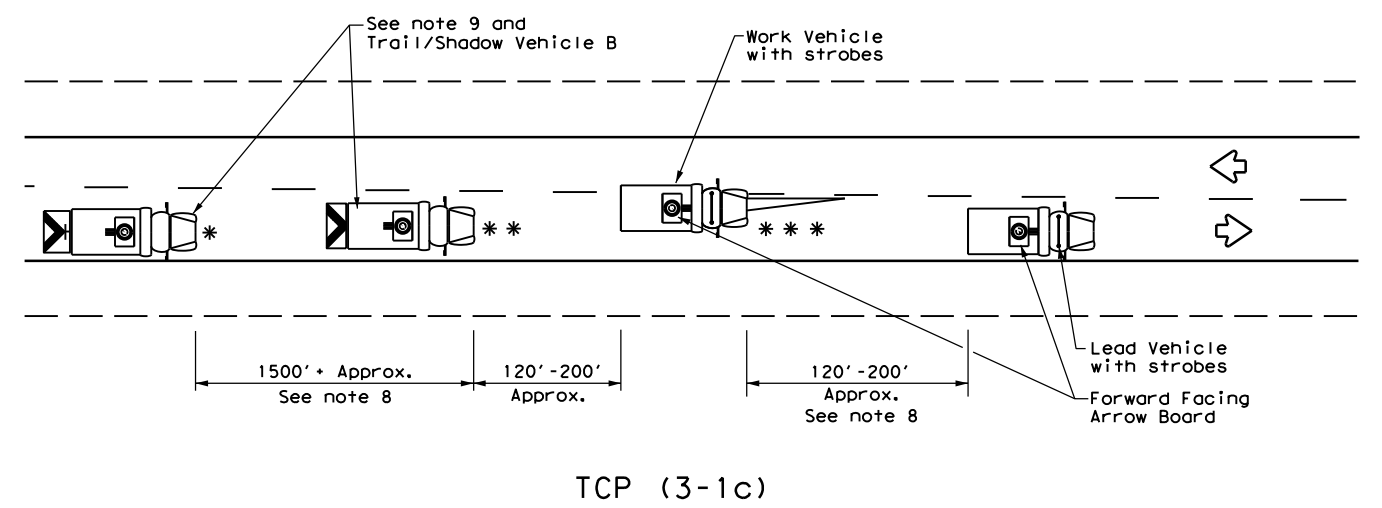 See note 9 and
Trail/Shadow Vehicle B
Work Vehicle
with strobes
*
* *
* * *
1500'+ Approx.
See note 8
120'-200'
Approx.
120'-200'
Approx.
See note 8
Lead Vehicle
with strobes
Forward Facing
Arrow Board
TCP (3-1c)